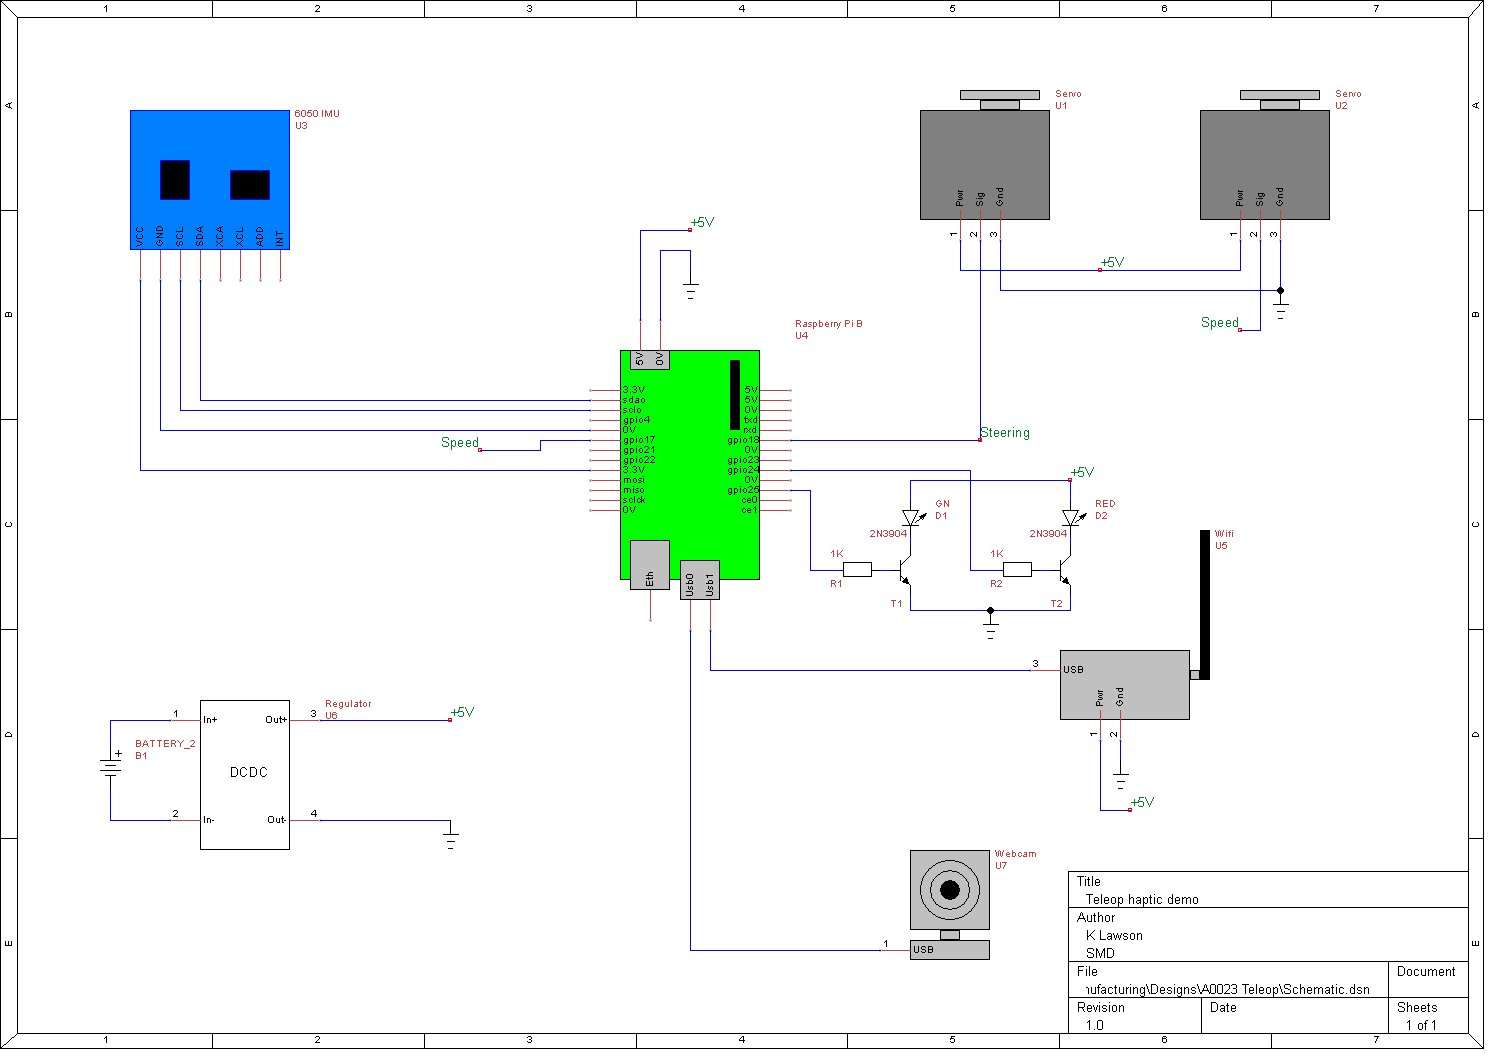 1 2 3 4 5 6 7
A A
B B
C C
D D
E E
6050 IMU
U3
VCC GND SCL SDA XCA XCL ADD INT
Servo
U1
Pwr Sig Gnd
1 2 3
Servo
U2
Pwr Sig Gnd
1 2 3
+5V
Speed
+5V
Raspberry Pi B
U4
5V 0V
3.3V
sdao
sclo
gpio4
0V
gpio17
gpio21
gpio22
3.3V
mosi
miso
sclck
0V
5V
5V
0V
txd
rxd
gpio18
0V
gpio23
gpio24
0V
gpio25
ce0
ce1
Eth
Usb0
Usb1
Speed
Steering
+5V
GN
D1
RED
D2
2N3904
2N3904
1K
R1
1K
R2
T1
T2
Wifi
U5
3 USB
Pwr Gnd
1 2
+5V
Regulator
U6
1 In+
Out+ 3
+5V
BATTERY_2
B1
+
DCDC
2 In-
Out- 4
Webcam
U7
1 USB
Title
Teleop haptic demo
Author
K Lawson
SMD
File
ufacturing\Designs\A0023 Teleop\Schematic.dsn
Document
Revision
1.0
Date
Sheets
1 of 1
1 2 3 4 5 6 7